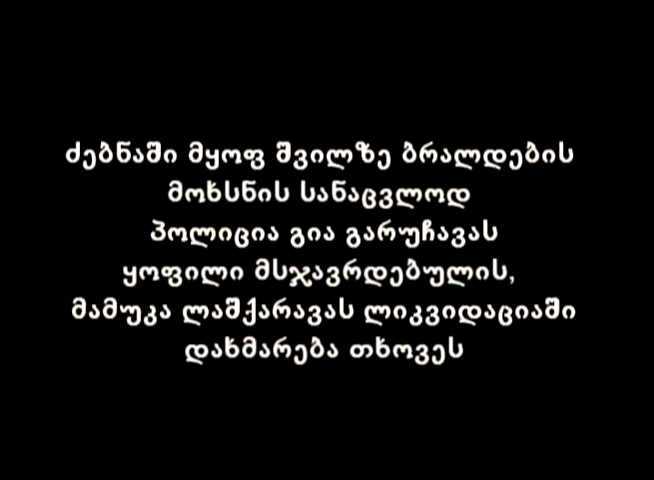 ძებნაში მყოფ შვილზე ბრალდების
მოხსნის სანაცვლოდ
პოლიცია გია გარუჩავას
ყოფილი მსჯავრდებულის,
მამუკა ლაშქარავას ლიკვიდაციაში
დახმარება თხოვეს